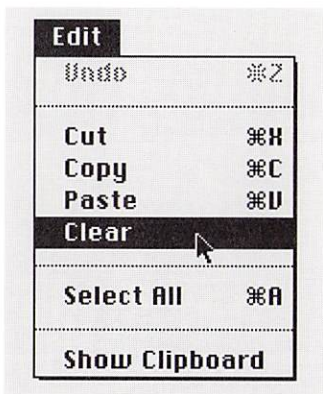 Edit
Undo ⌘Z
Cut ⌘X
Copy ⌘C
Paste ⌘V
Clear
Select All ⌘A
Show Clipboard